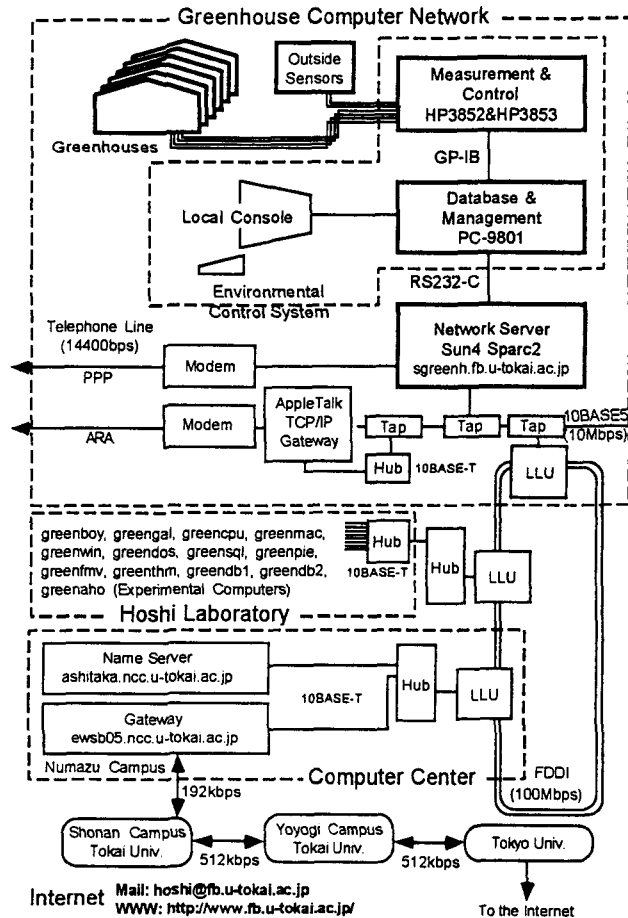 Greenhouse Computer Network
Outside
Sensors
Measurement &
Control
HP3852&HP3853
Greenhouses
GP-IB
Local Console
Database &
Management
PC-9801
Environmental
Control System
RS232-C
Telephone Line
(14400bps)
PPP
Modem
Network Server
Sun4 Sparc2
sgreenh.fb.u-tokai.ac.jp
ARA
Modem
AppleTalk
TCP/IP
Gateway
Tap
Tap
Tap
10BASE5
(10Mbps)
Hub
10BASE-T
LLU
greenboy, greengal, greencpu, greenmac,
greenwin, greendos, greensql, greenpie,
greenfmv, greenthm, greendb1, greendb2,
greenaho (Experimental Computers)
10BASE-T
Hub
Hub
LLU
Hoshi Laboratory
Name Server
ashitaka.ncc.u-tokai.ac.jp
10BASE-T
Hub
LLU
Gateway
ewsb05.ncc.u-tokai.ac.jp
Numazu Campus
Computer Center
FDDI
(100Mbps)
192kbps
Shonan Campus
Tokai Univ.
512kbps
Yoyogi Campus
Tokai Univ.
512kbps
Tokyo Univ.
Internet
Mail: hoshi@fb.u-tokai.ac.jp
WWW: http://www.fb.u-tokai.ac.jp/
To the Internet